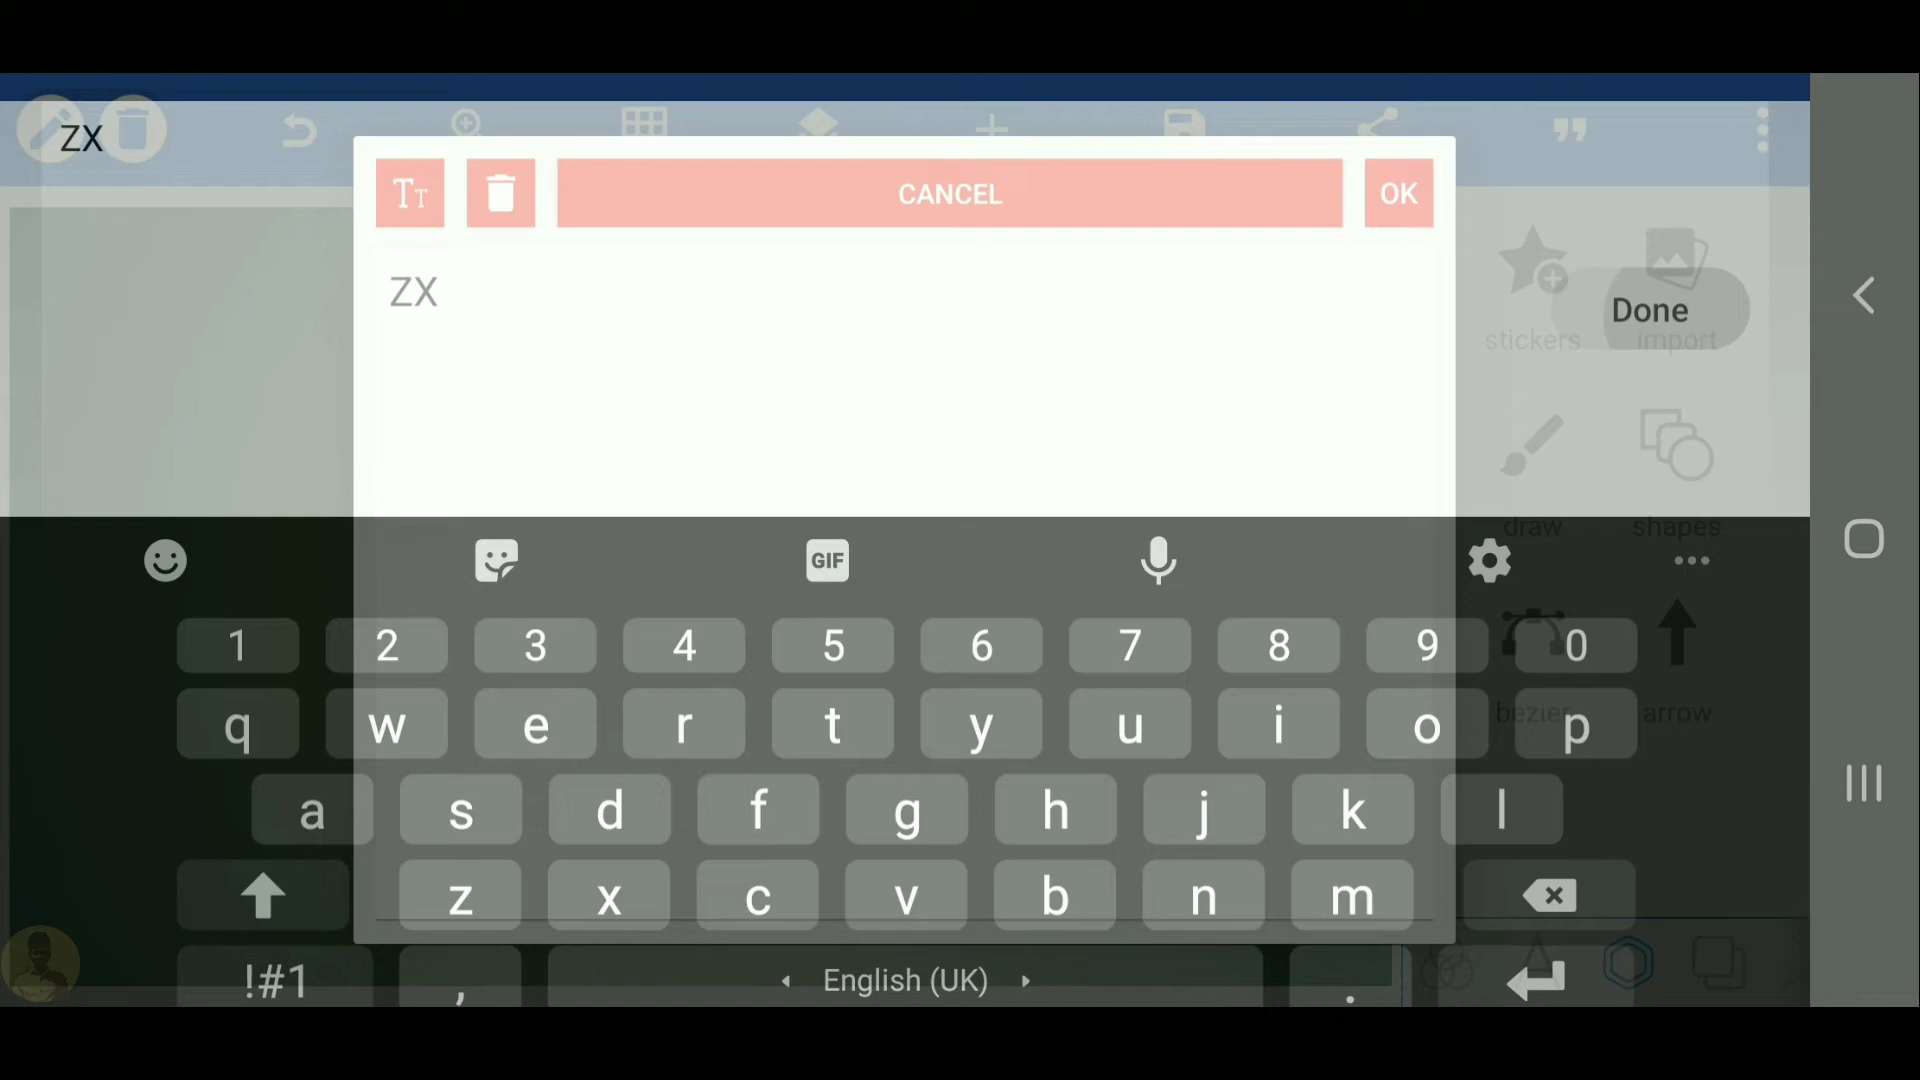 ZX
CANCEL OK
ZX
Done
stickers import
draw shapes
GIF
1 2 3 4 5 6 7 8 9 0
bezier arrow
q w e r t y u i o p
a s d f g h j k l
z x c v b n m
!#1 , English (UK) .